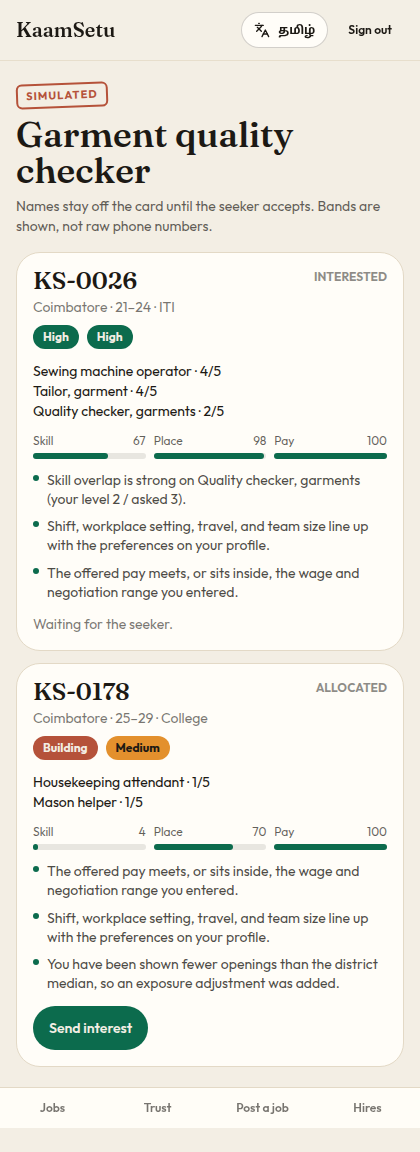 KaamSetu
தமிழ்
Sign out
SIMULATED
Garment quality
checker
Names stay off the card until the seeker accepts. Bands are
shown, not raw phone numbers.
KS-0026
INTERESTED
Coimbatore · 21–24 · ITI
High
High
Sewing machine operator · 4/5
Tailor, garment · 4/5
Quality checker, garments · 2/5
Skill 67 Place 98 Pay 100
Skill overlap is strong on Quality checker, garments
(your level 2 / asked 3).
Shift, workplace setting, travel, and team size line up
with the preferences on your profile.
The offered pay meets, or sits inside, the wage and
negotiation range you entered.
Waiting for the seeker.
KS-0178
ALLOCATED
Coimbatore · 25–29 · College
Building
Medium
Housekeeping attendant · 1/5
Mason helper · 1/5
Skill 4 Place 70 Pay 100
The offered pay meets, or sits inside, the wage and
negotiation range you entered.
Shift, workplace setting, travel, and team size line up
with the preferences on your profile.
You have been shown fewer openings than the district
median, so an exposure adjustment was added.
Send interest
Jobs Trust Post a job Hires